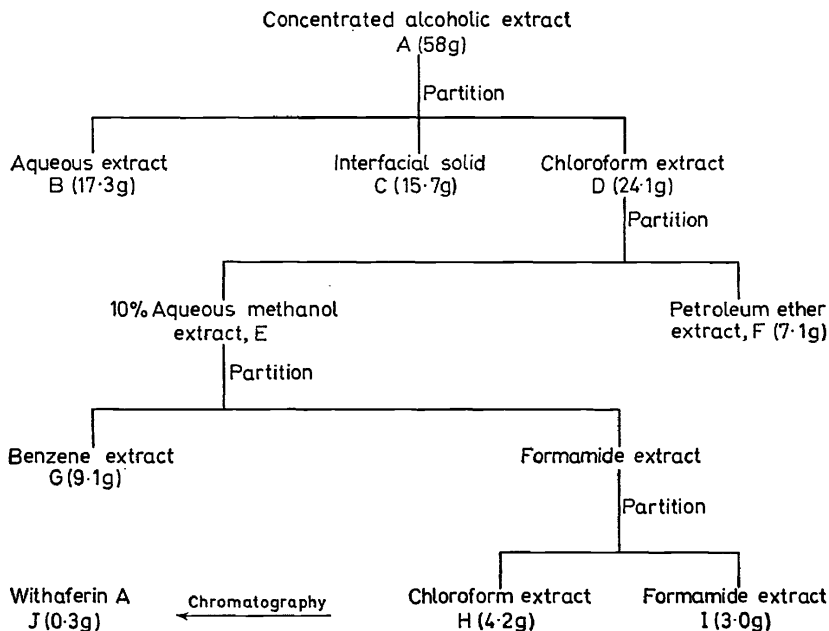 Concentrated alcoholic extract
A (58g)
Partition
Aqueous extract
B (17·3g)
Interfacial solid
C (15·7g)
Chloroform extract
D (24·1g)
Partition
10% Aqueous methanol
extract, E
Petroleum ether
extract, F (7·1g)
Partition
Benzene extract
G (9·1g)
Formamide extract
Partition
Withaferin A
J (0·3g)
Chromatography
Chloroform extract
H (4·2g)
Formamide extract
I (3·0g)